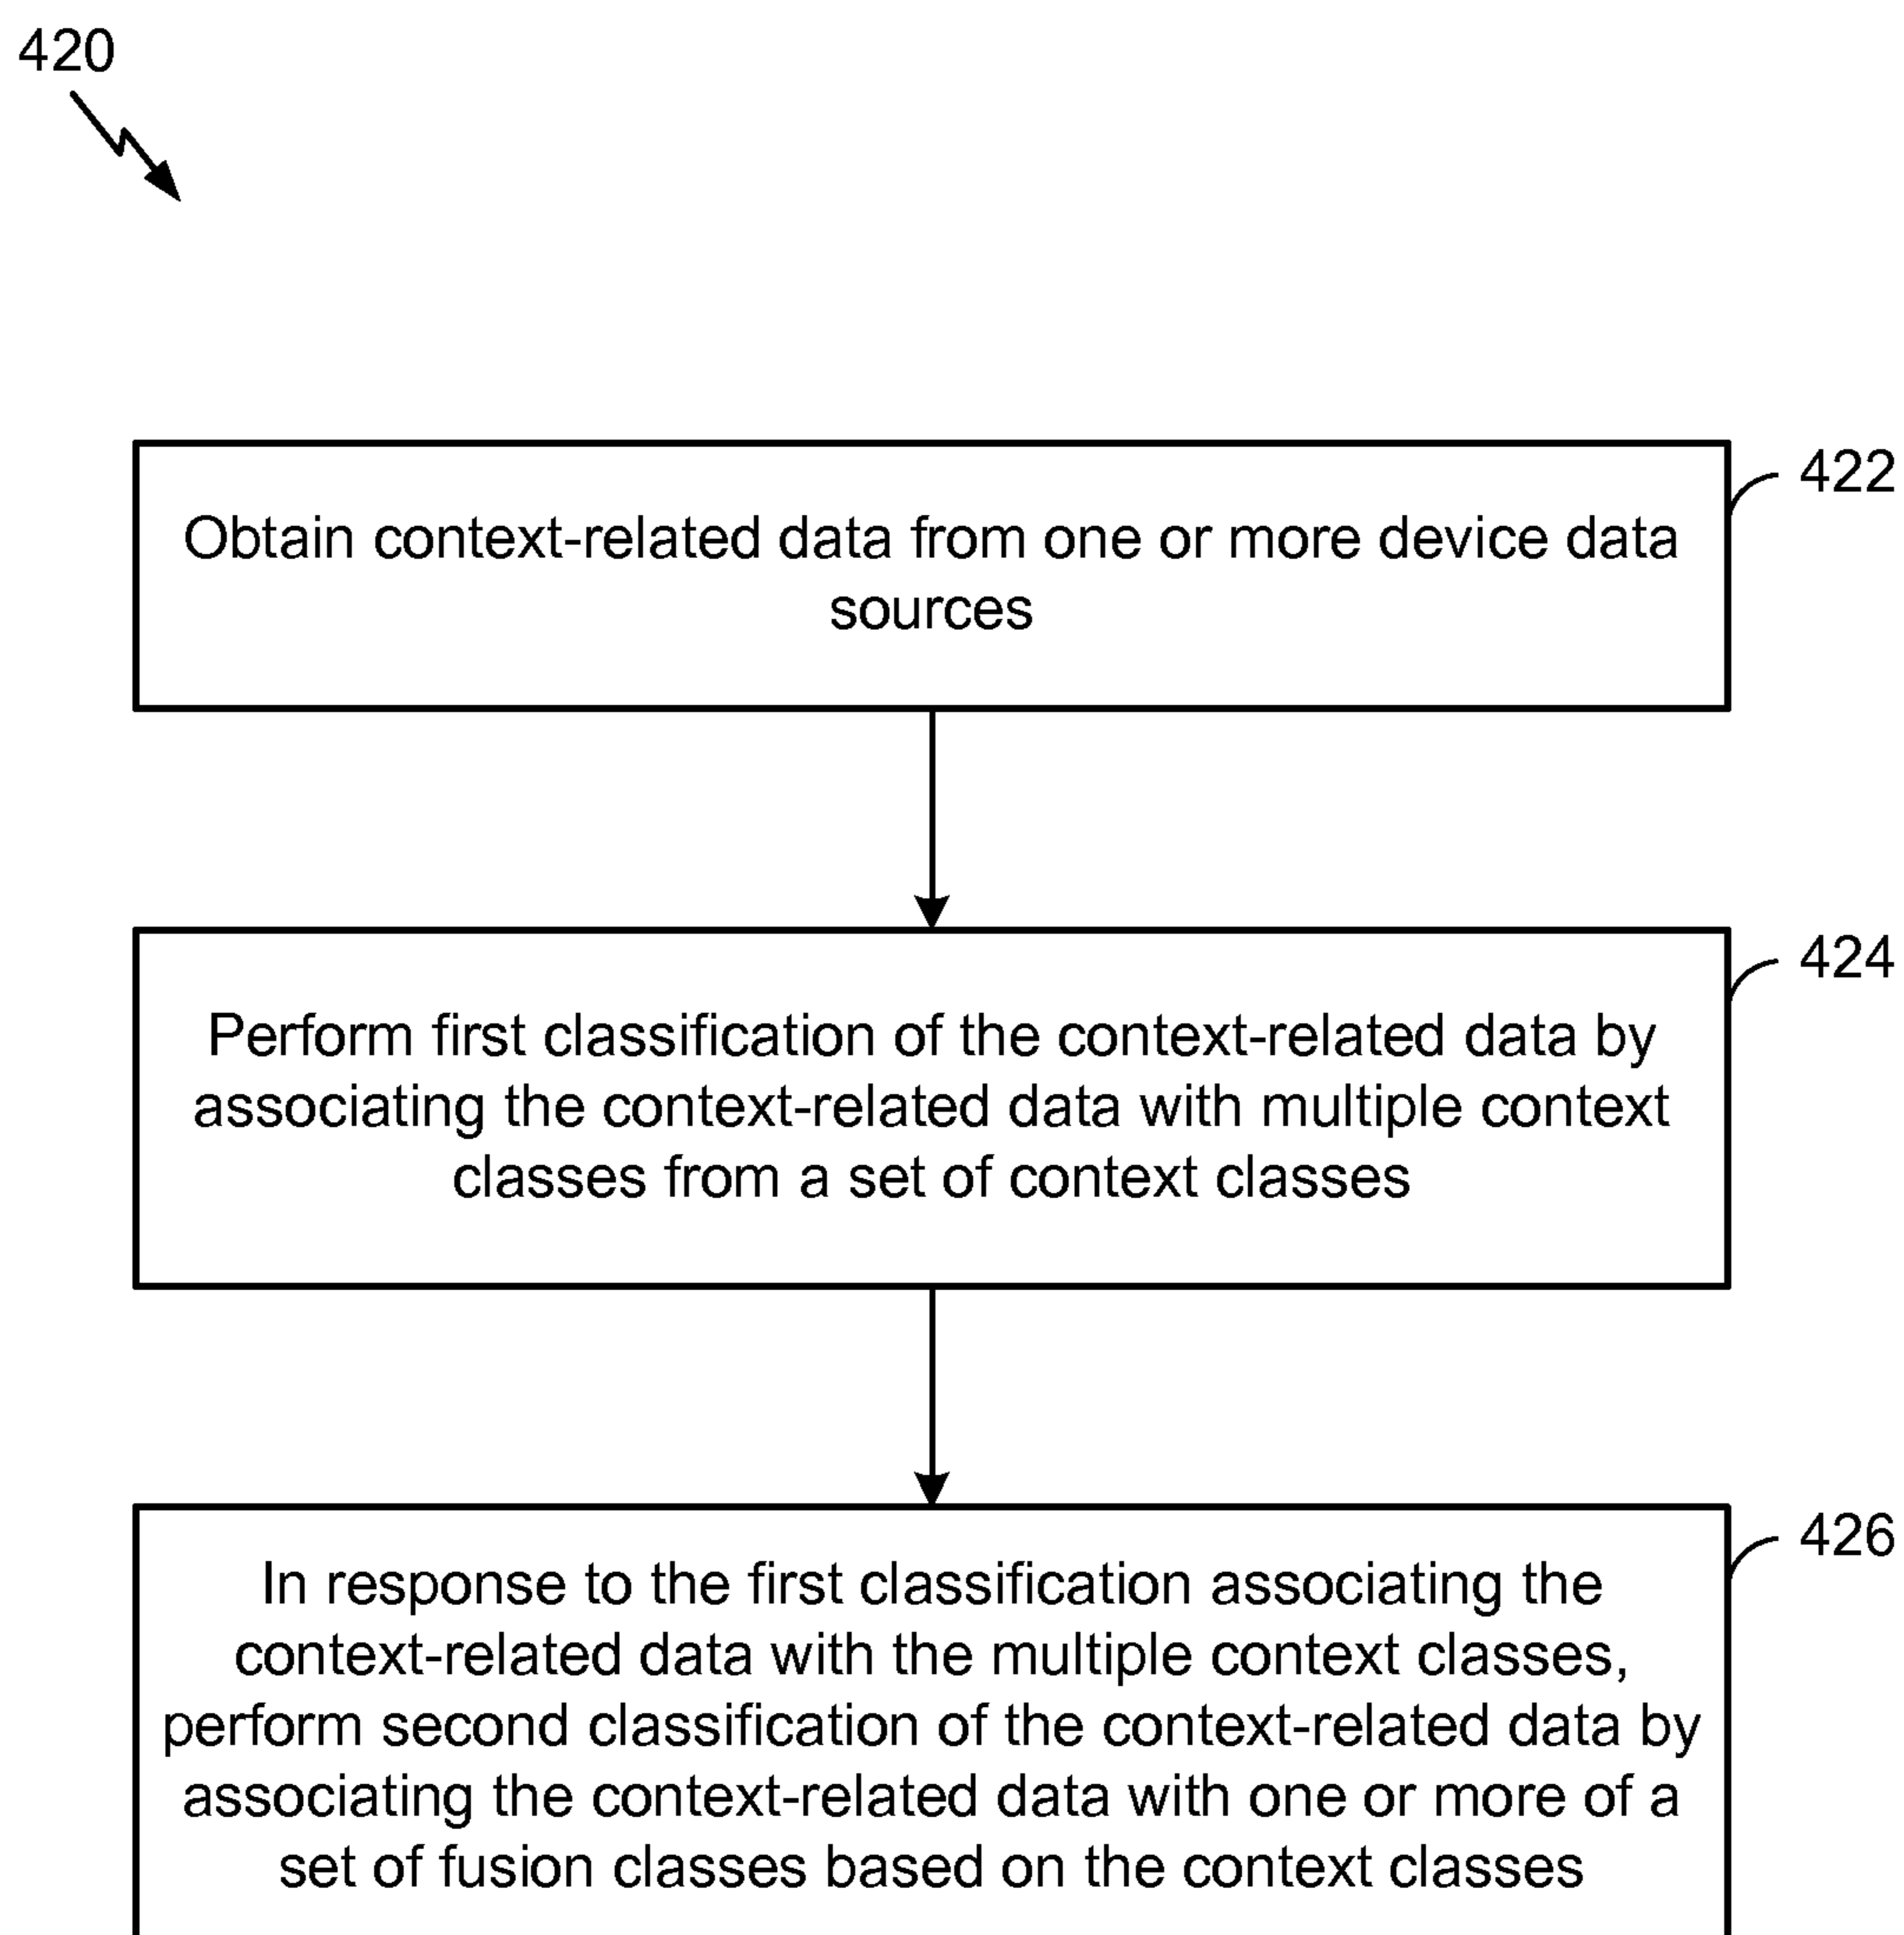 420
422
Obtain context-related data from one or more device data
sources
424
Perform first classification of the context-related data by
associating the context-related data with multiple context
classes from a set of context classes
426
In response to the first classification associating the
context-related data with the multiple context classes,
perform second classification of the context-related data by
associating the context-related data with one or more of a
set of fusion classes based on the context classes